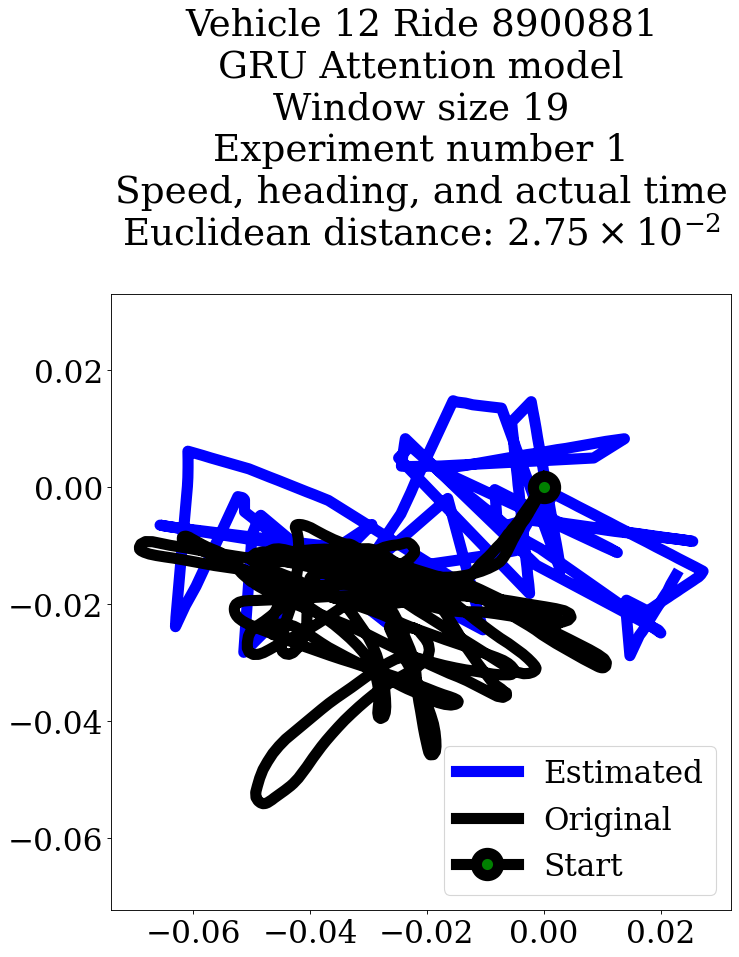 Vehicle 12 Ride 8900881
GRU Attention model
Window size 19
Experiment number 1
Speed, heading, and actual time
Euclidean distance: 2.75 × 10⁻²
0.02
0.00
−0.02
−0.04
−0.06
Estimated
Original
Start
−0.06 −0.04 −0.02 0.00 0.02